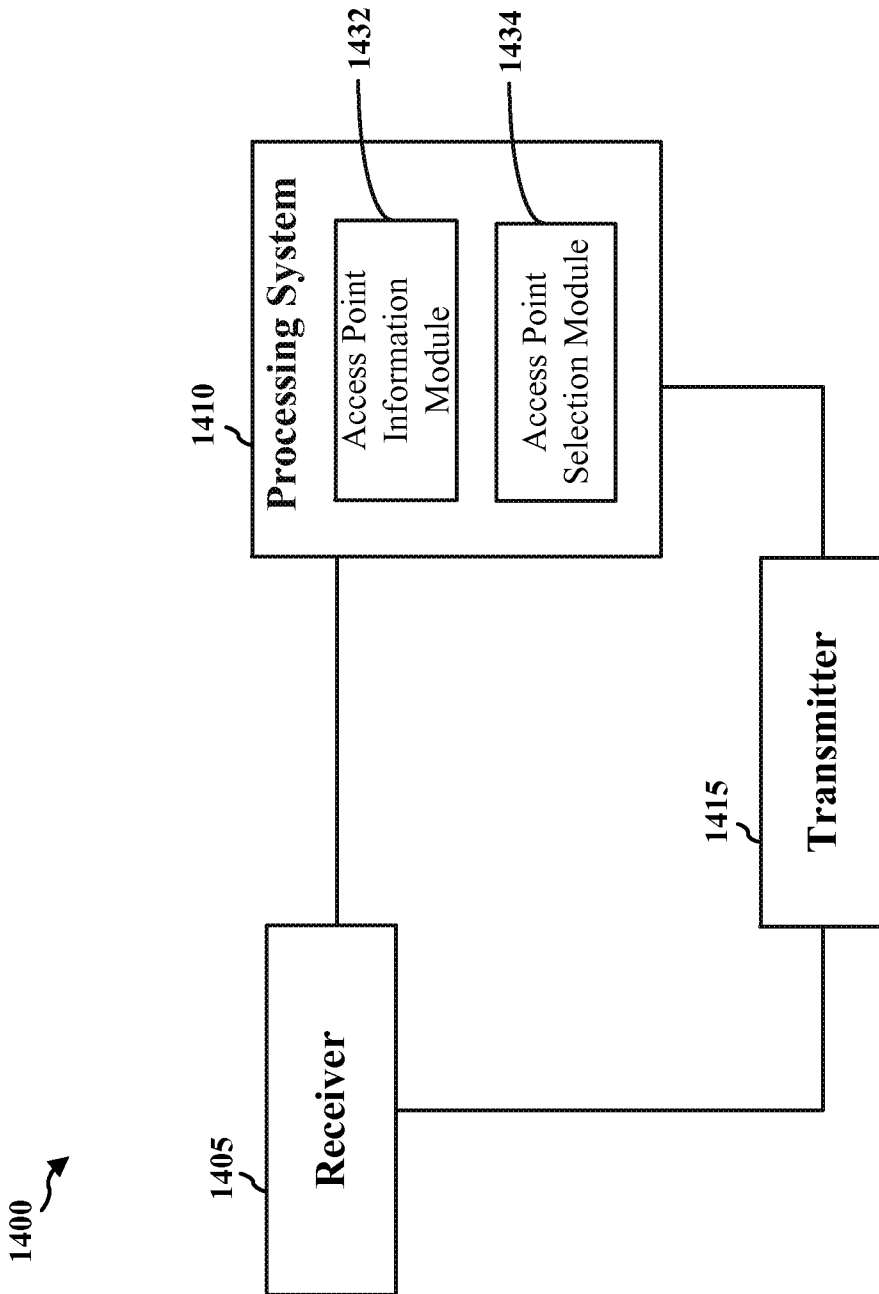 1400
1405
Receiver
1410
Processing System
1432
Access Point
Information
Module
1434
Access Point
Selection Module
1415
Transmitter